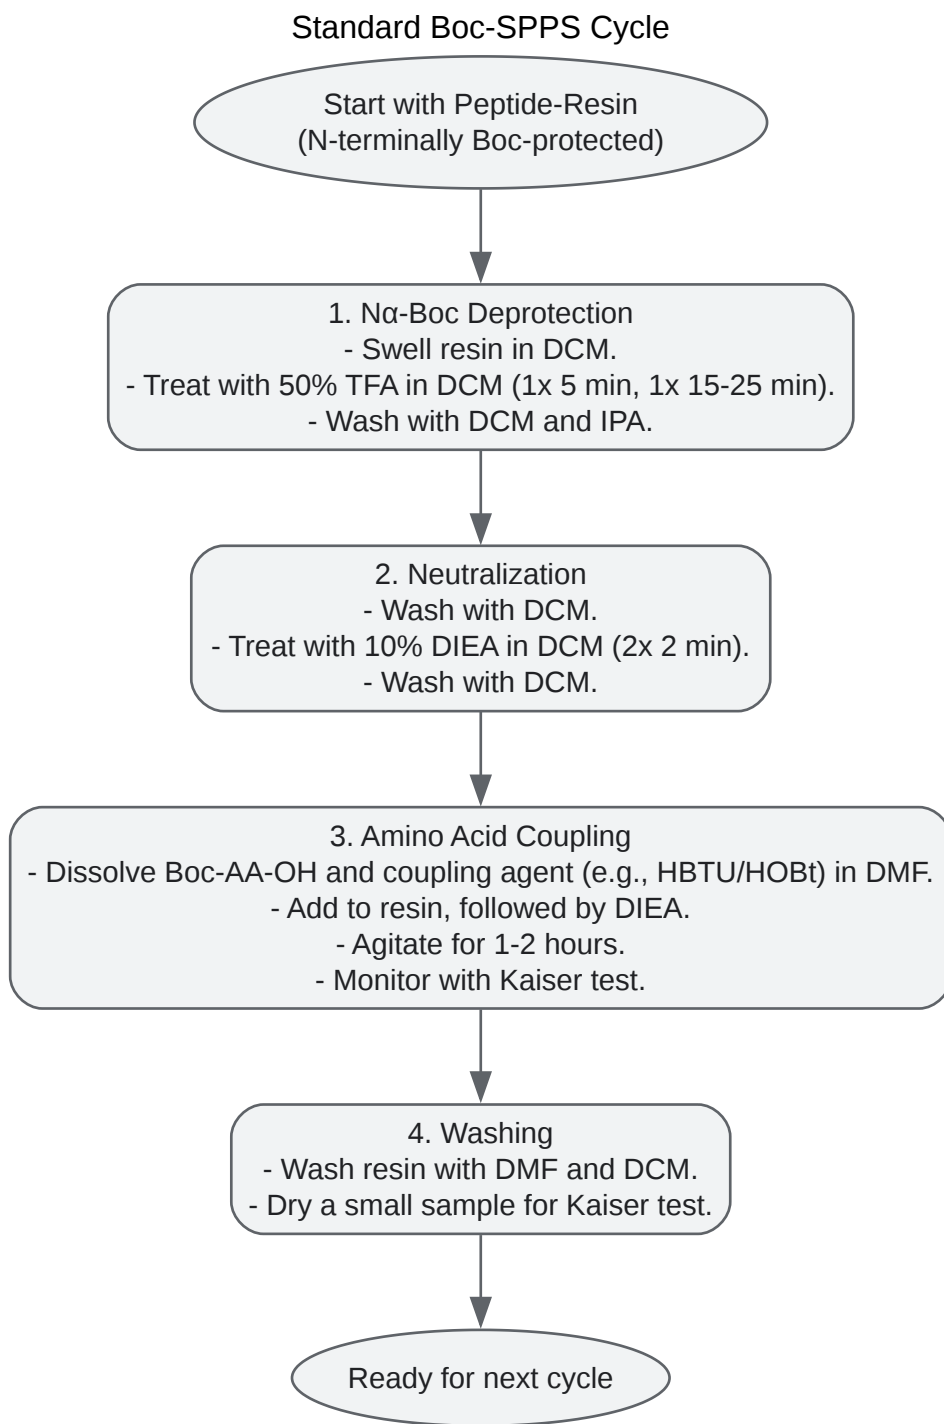 Standard Boc-SPPS Cycle
Start with Peptide-Resin
(N-terminally Boc-protected)
1. Nα-Boc Deprotection
- Swell resin in DCM.
- Treat with 50% TFA in DCM (1x 5 min, 1x 15-25 min).
- Wash with DCM and IPA.
2. Neutralization
- Wash with DCM.
- Treat with 10% DIEA in DCM (2x 2 min).
- Wash with DCM.
3. Amino Acid Coupling
- Dissolve Boc-AA-OH and coupling agent (e.g., HBTU/HOBt) in DMF.
- Add to resin, followed by DIEA.
- Agitate for 1-2 hours.
- Monitor with Kaiser test.
4. Washing
- Wash resin with DMF and DCM.
- Dry a small sample for Kaiser test.
Ready for next cycle